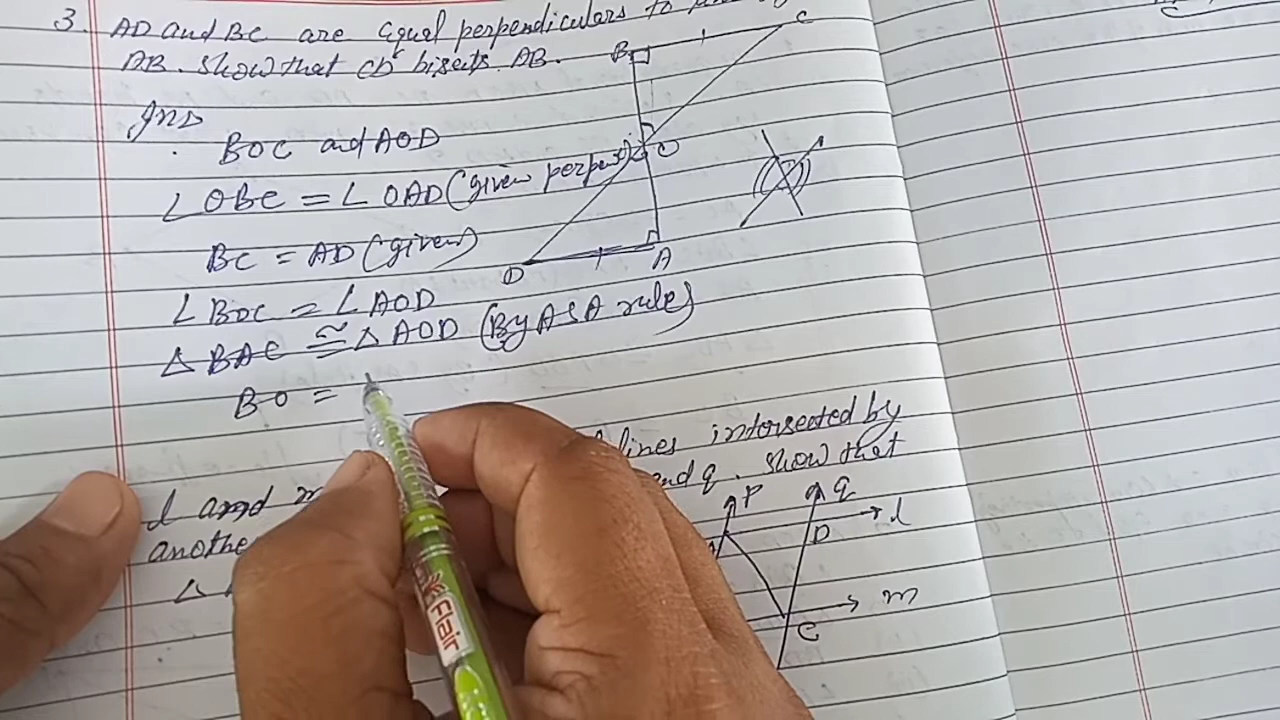 3. AD and BC are Equal perpendiculars to
AB. show that CD bisects AB.
Ans
BOC and AOD
∠OBC = ∠OAD (given perpen)
BC = AD (given)
∠BOC = ∠AOD
△ BAC ≅ △ AOD (By ASA rule)
BO =
B C
O
D A
lines intersected by
l and and q. show that
another
△
P q l
D
m
C
Flair